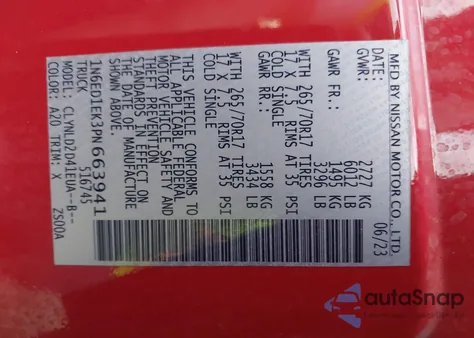 MFD BY NISSAN MOTOR CO., LTD. 06/23
GVWR: 2727 KG
6012 LB
GAWR FR: 1495 KG
3296 LB
WITH 265/70R17 TIRES
17 X 7.5 RIMS AT 35 PSI
COLD SINGLE
GAWR RR: 1558 KG
3434 LB
WITH 265/70R17 TIRES
17 X 7.5 RIMS AT 35 PSI
COLD SINGLE
THIS VEHICLE CONFORMS TO
ALL APPLICABLE FEDERAL
MOTOR VEHICLE SAFETY AND
THEFT PREVENTION
STANDARDS IN EFFECT ON
THE DATE OF MANUFACTURE
SHOWN ABOVE.
1N6ED1EK3PN663941
TRUCK 516745
MODEL: CLYNLDZD41EUA--B--
COLOR: AZD TRIM: X 2S00A
autoSnap